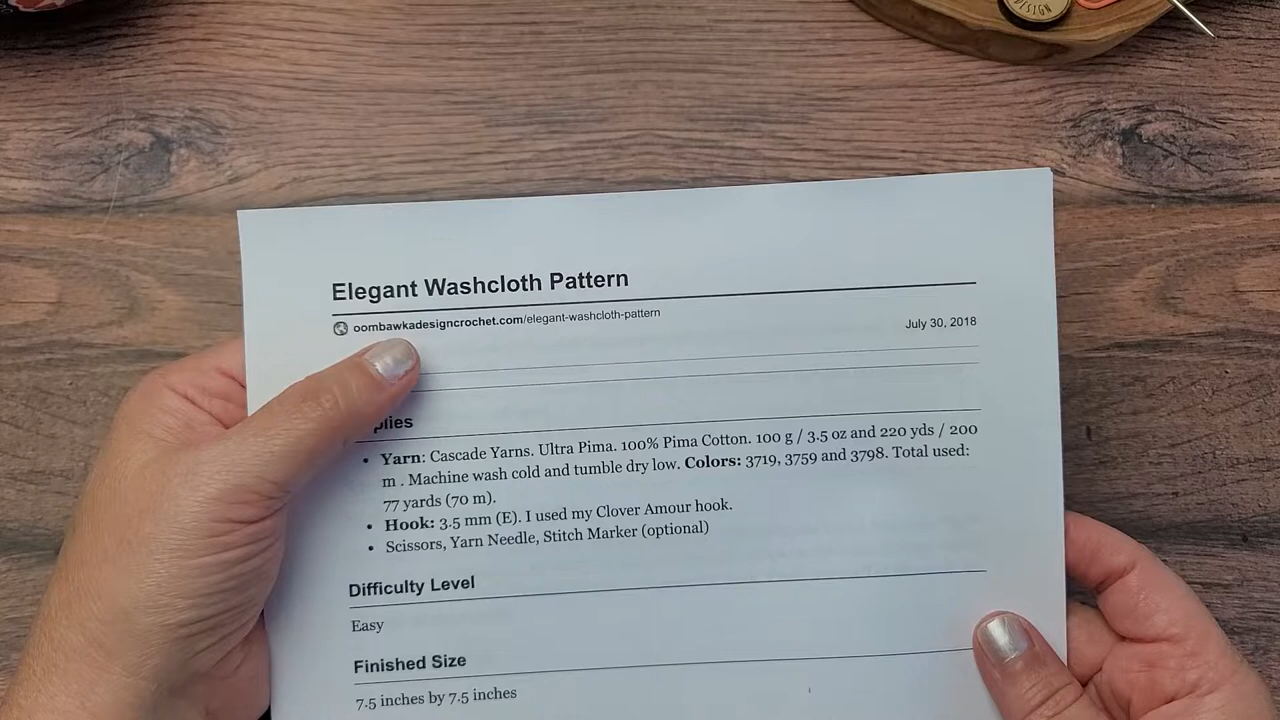 DESIGN
Elegant Washcloth Pattern
oombawkadesigncrochet.com/elegant-washcloth-pattern
July 30, 2018
plies
• Yarn: Cascade Yarns. Ultra Pima. 100% Pima Cotton. 100 g / 3.5 oz and 220 yds / 200
m . Machine wash cold and tumble dry low. Colors: 3719, 3759 and 3798. Total used:
77 yards (70 m).
• Hook: 3.5 mm (E). I used my Clover Amour hook.
• Scissors, Yarn Needle, Stitch Marker (optional)
Difficulty Level
Easy
Finished Size
7.5 inches by 7.5 inches